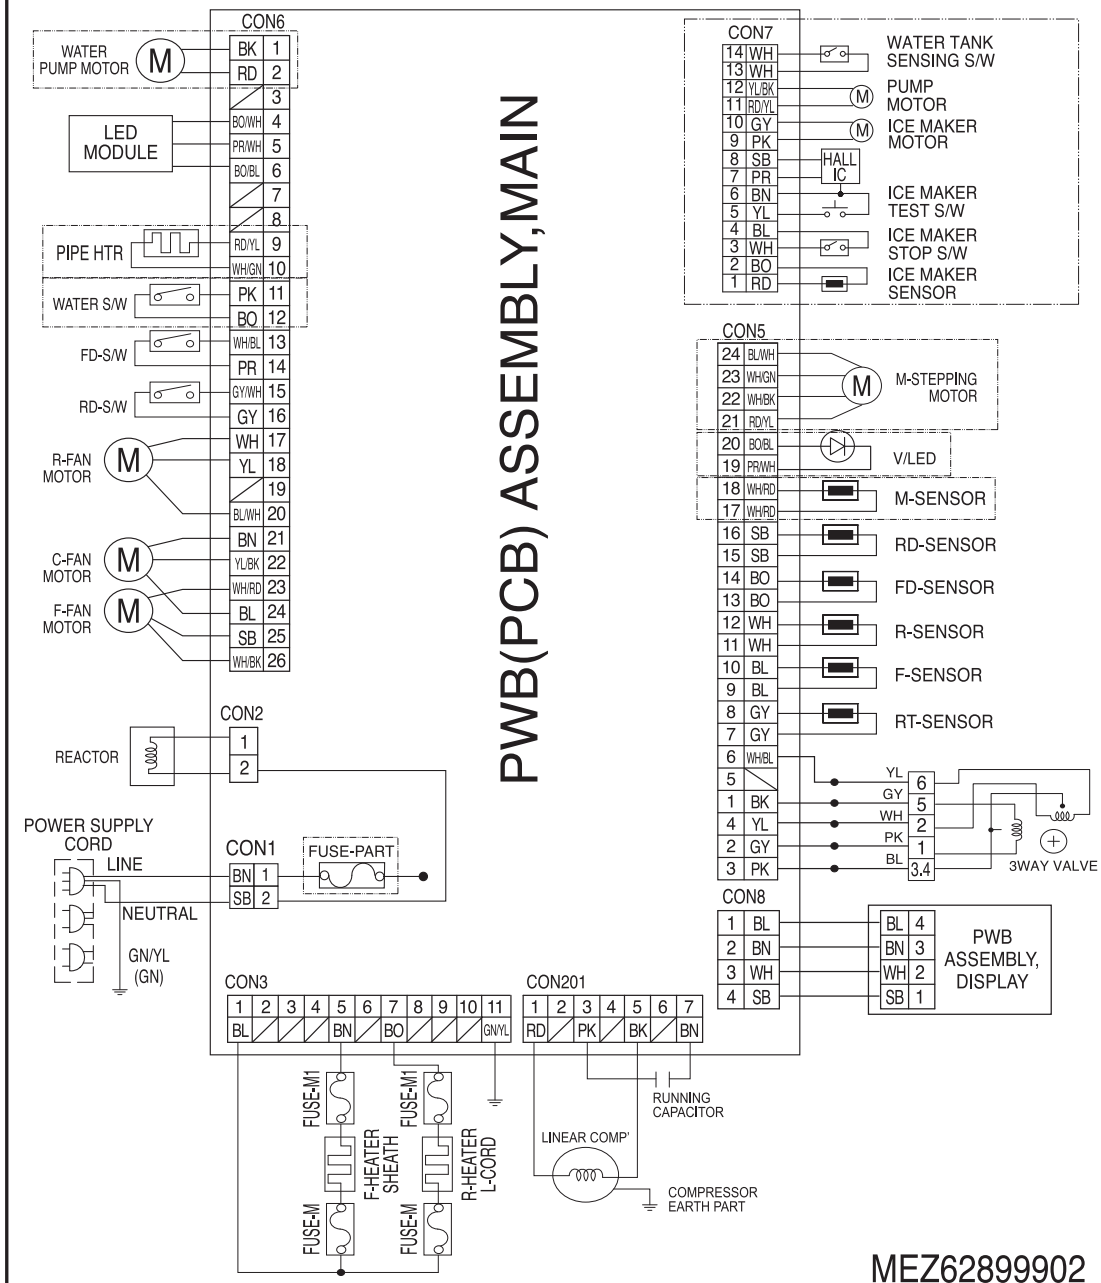 CON6
BK 1
RD 2
3
BO/WH 4
PR/WH 5
BO/BL 6
7
8
RD/YL 9
WH/GN 10
PK 11
BO 12
WH/BL 13
PR 14
GY/WH 15
GY 16
WH 17
YL 18
19
BL/WH 20
BN 21
YL/BK 22
WH/RD 23
BL 24
SB 25
WH/BK 26
WATER
PUMP MOTOR
M
LED
MODULE
PIPE HTR
WATER S/W
FD-S/W
RD-S/W
R-FAN
MOTOR
M
C-FAN
MOTOR
M
F-FAN
MOTOR
M
CON2
1
2
REACTOR
POWER SUPPLY
CORD
LINE
NEUTRAL
GN/YL
(GN)
CON1
BN 1
SB 2
FUSE-PART
PWB(PCB) ASSEMBLY,MAIN
CON7
14 WH
13 WH
12 YL/BK
11 RD/YL
10 GY
9 PK
8 SB
7 PR
6 BN
5 YL
4 BL
3 WH
2 BO
1 RD
WATER TANK
SENSING S/W
M
PUMP
MOTOR
M
ICE MAKER
MOTOR
HALL
IC
ICE MAKER
TEST S/W
ICE MAKER
STOP S/W
ICE MAKER
SENSOR
CON5
24 BL/WH
23 WH/GN
22 WH/BK
21 RD/YL
20 BO/BL
19 PR/WH
18 WH/RD
17 WH/RD
16 SB
15 SB
14 BO
13 BO
12 WH
11 WH
10 BL
9 BL
8 GY
7 GY
6 WH/BL
5
1 BK
4 YL
2 GY
3 PK
M
M-STEPPING
MOTOR
V/LED
M-SENSOR
RD-SENSOR
FD-SENSOR
R-SENSOR
F-SENSOR
RT-SENSOR
YL 6
GY 5
WH 2
PK 1
BL 3.4
3WAY VALVE
CON8
1 BL
2 BN
3 WH
4 SB
BL 4
BN 3
WH 2
SB 1
PWB
ASSEMBLY,
DISPLAY
CON3
1 2 3 4 5 6 7 8 9 10 11
BL BN BO GN/YL
FUSE-M1
F-HEATER
SHEATH
FUSE-M
FUSE-M1
R-HEATER
L-CORD
FUSE-M
CON201
1 2 3 4 5 6 7
RD PK BK BN
RUNNING
CAPACITOR
LINEAR COMP'
COMPRESSOR
EARTH PART
MEZ62899902